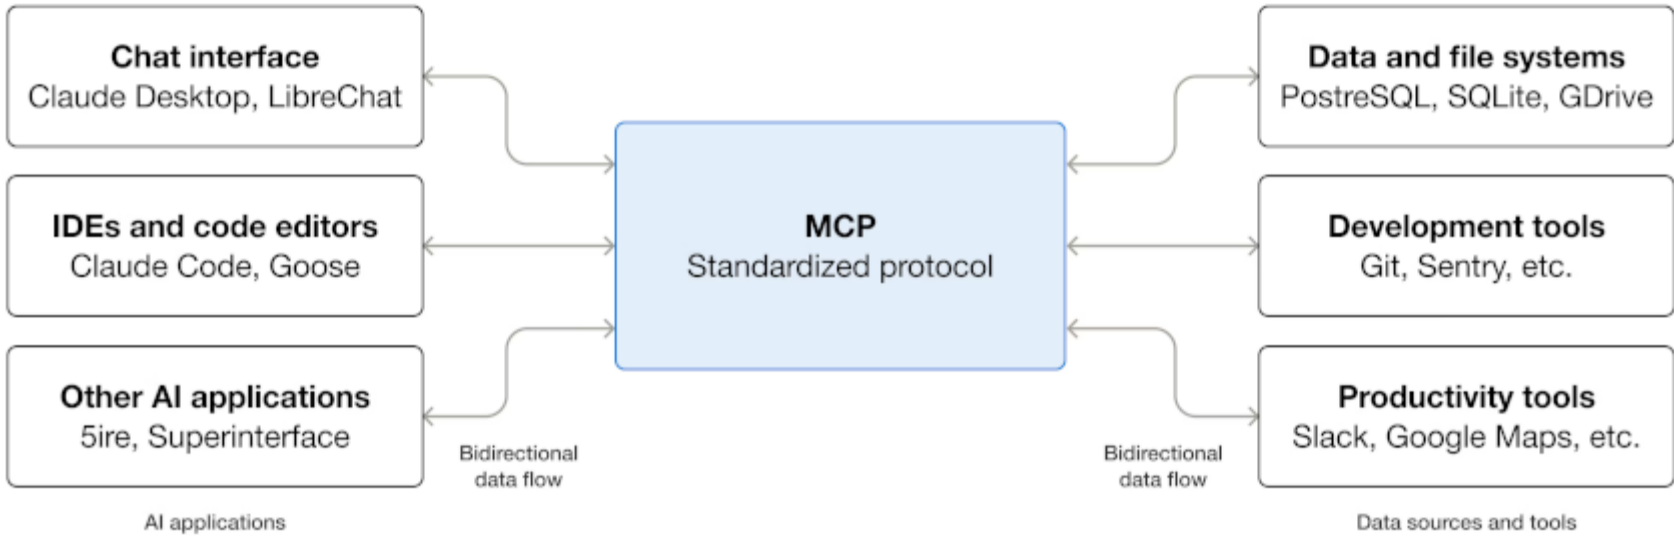 Chat interface
Claude Desktop, LibreChat
IDEs and code editors
Claude Code, Goose
Other AI applications
5ire, Superinterface
AI applications
Bidirectional
data flow
MCP
Standardized protocol
Bidirectional
data flow
Data and file systems
PostreSQL, SQLite, GDrive
Development tools
Git, Sentry, etc.
Productivity tools
Slack, Google Maps, etc.
Data sources and tools